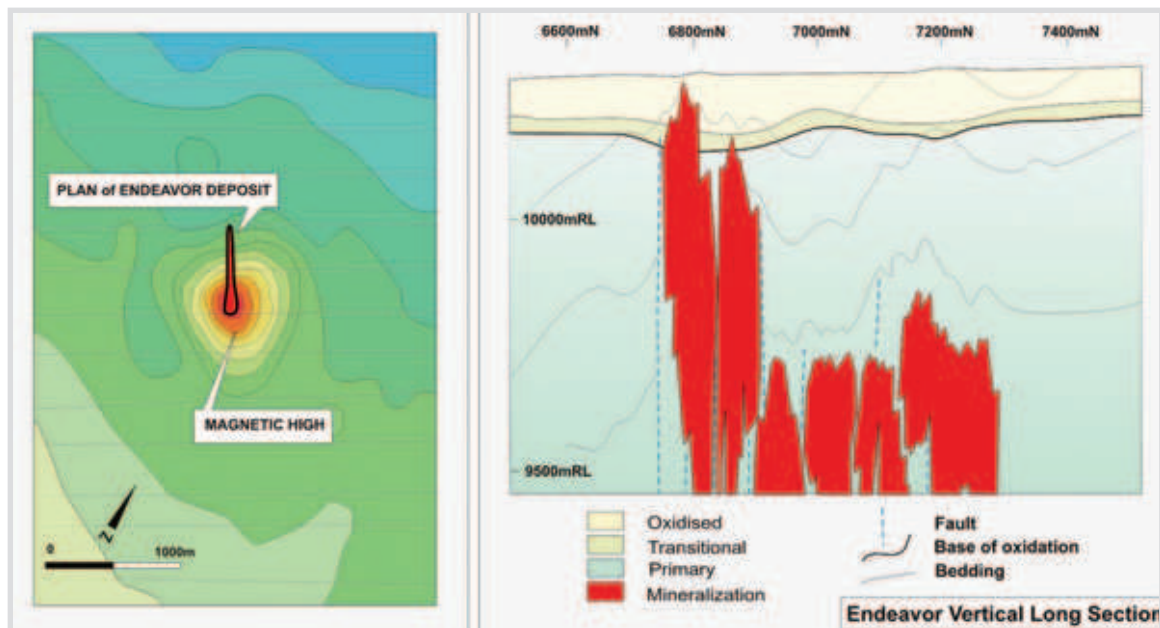 PLAN of ENDEAVOR DEPOSIT
MAGNETIC HIGH
N
0 1000m
6600mN 6800mN 7000mN 7200mN 7400mN
10000mRL
9500mRL
Oxidised
Transitional
Primary
Mineralization
Fault
Base of oxidation
Bedding
Endeavor Vertical Long Section